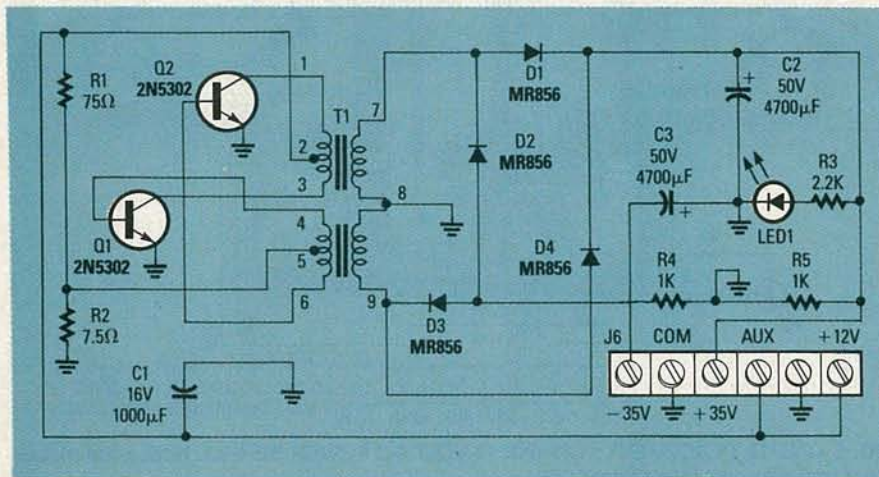 R1
75Ω
Q2
2N5302
1
T1
7
2
3
8
4
5
6
9
Q1
2N5302
R2
7.5Ω
C1
16V
1000µF
D1
MR856
D2
MR856
D3
MR856
D4
MR856
C2
50V
4700µF
+
C3
50V
4700µF
+
R3
2.2K
LED1
R4
1K
R5
1K
J6 COM AUX +12V
−35V +35V